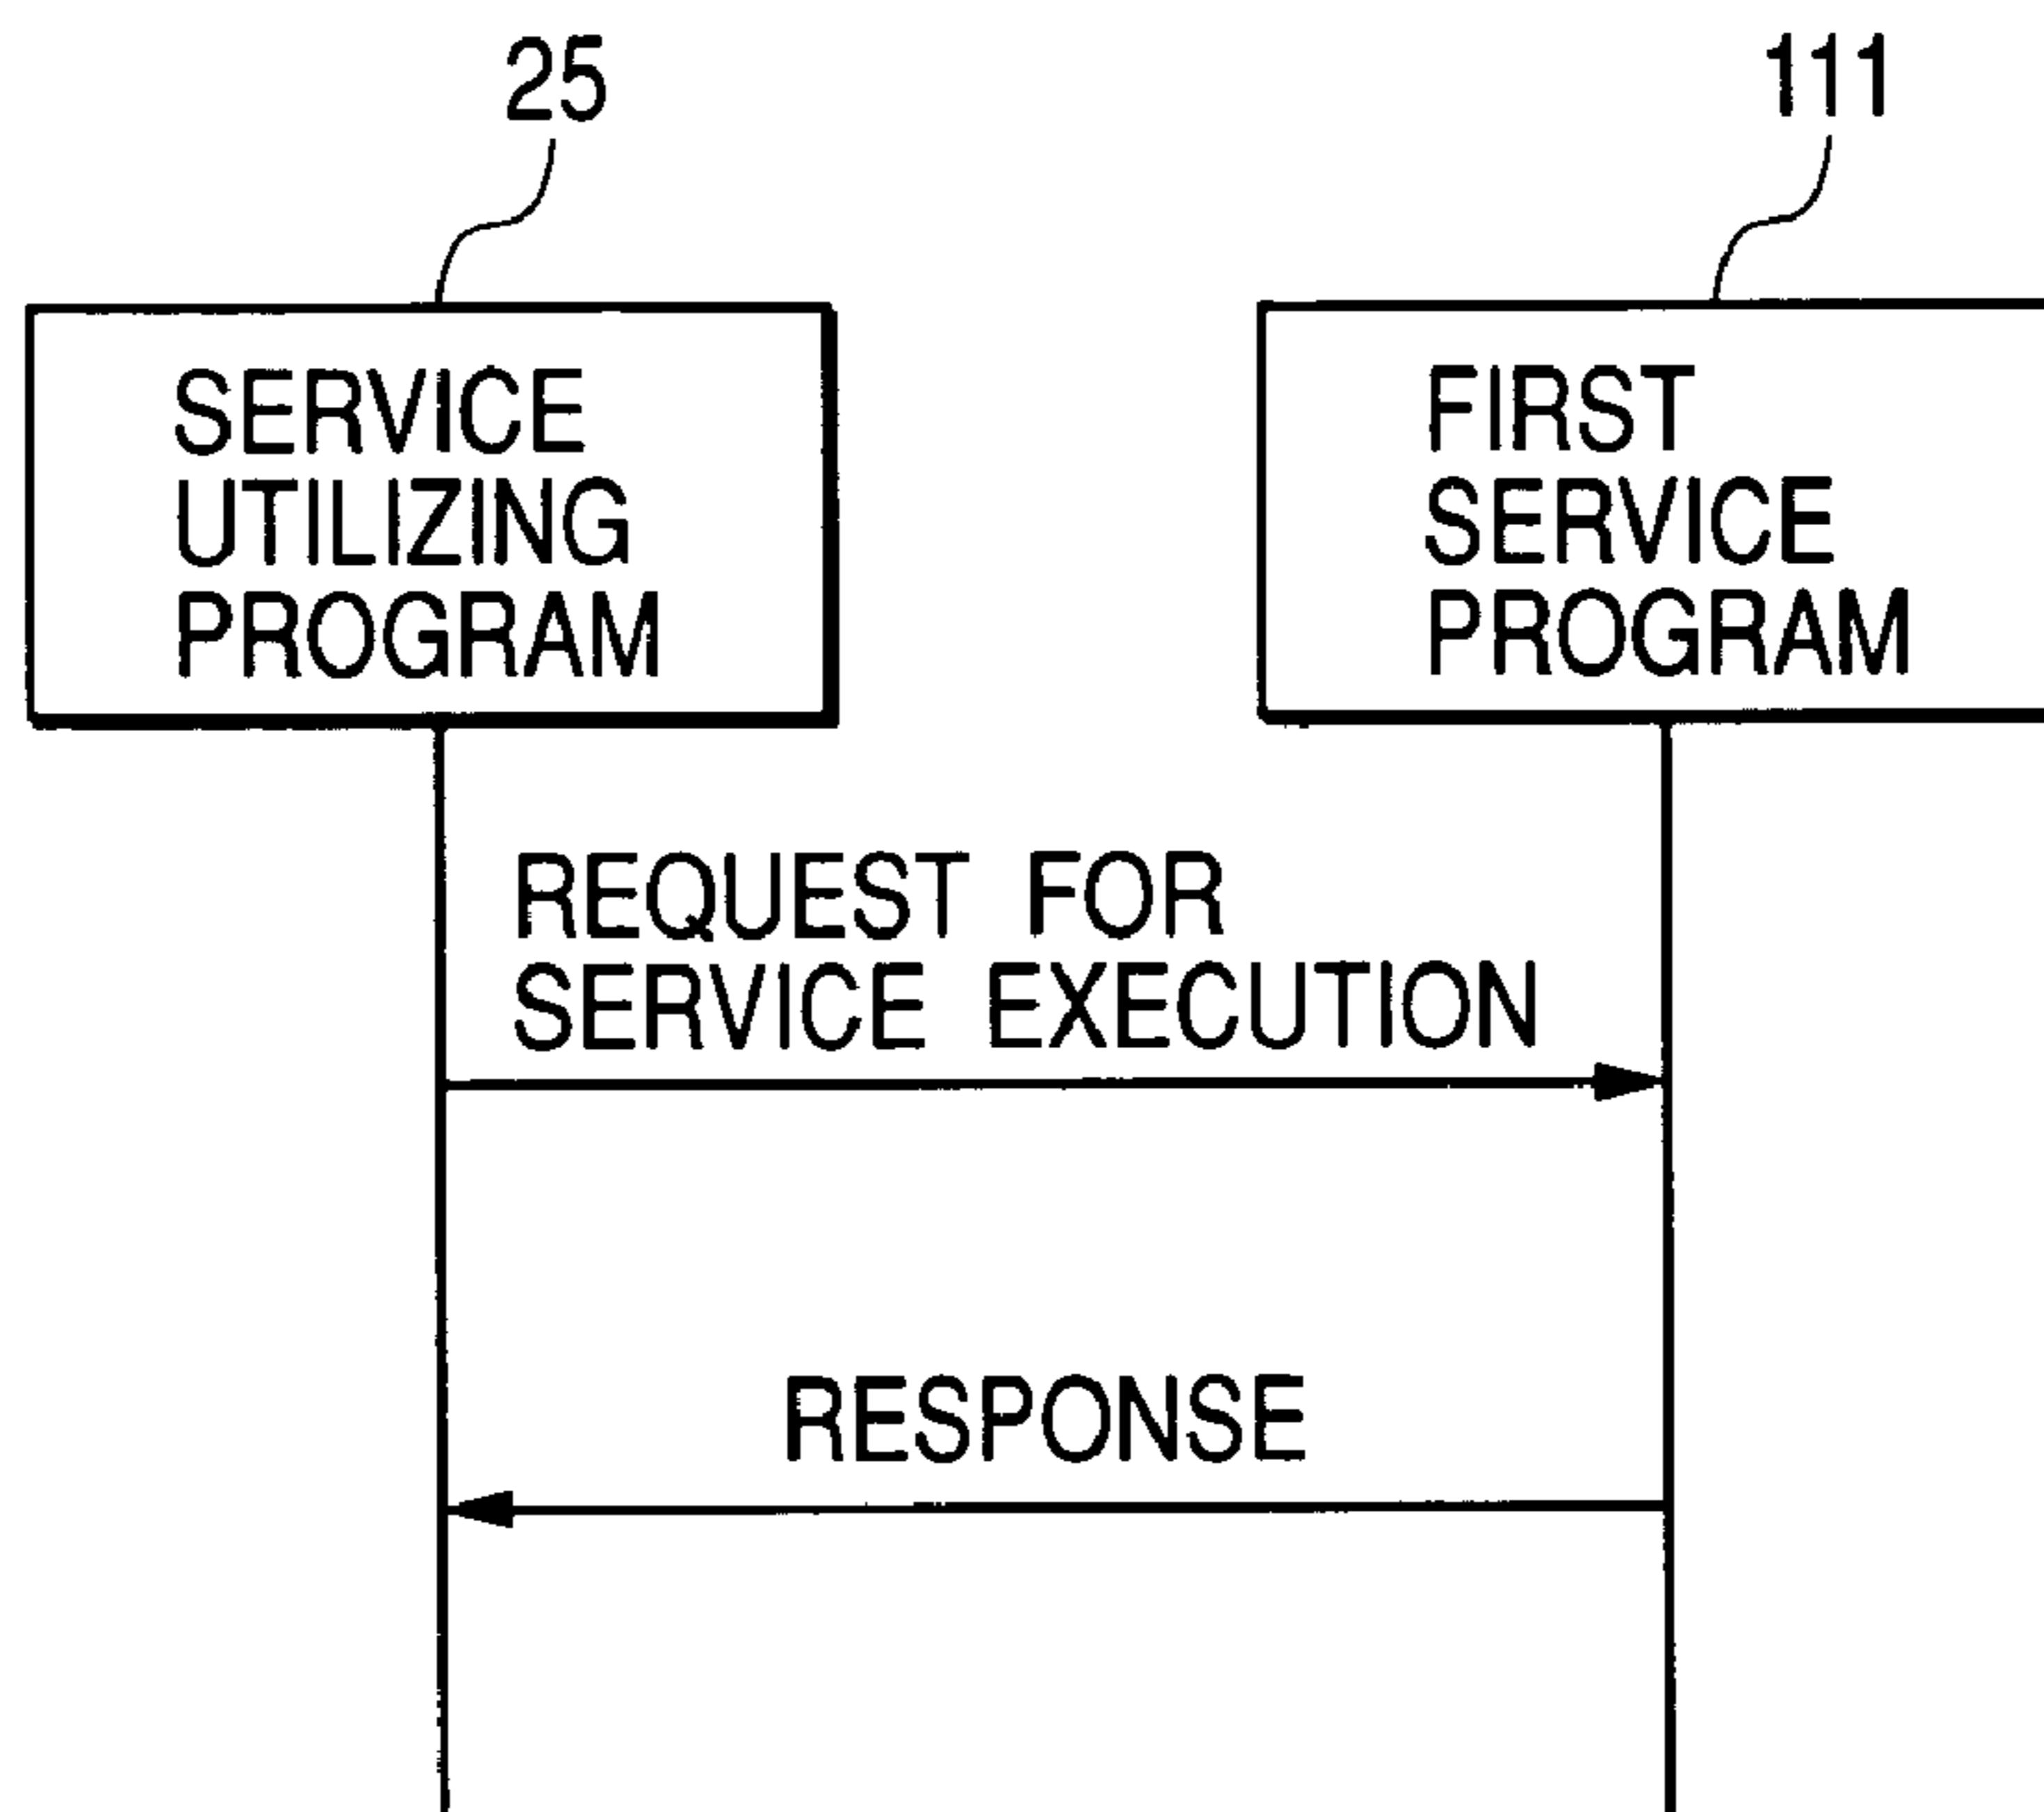 25
111
SERVICE
UTILIZING
PROGRAM
FIRST
SERVICE
PROGRAM
REQUEST FOR
SERVICE EXECUTION
RESPONSE